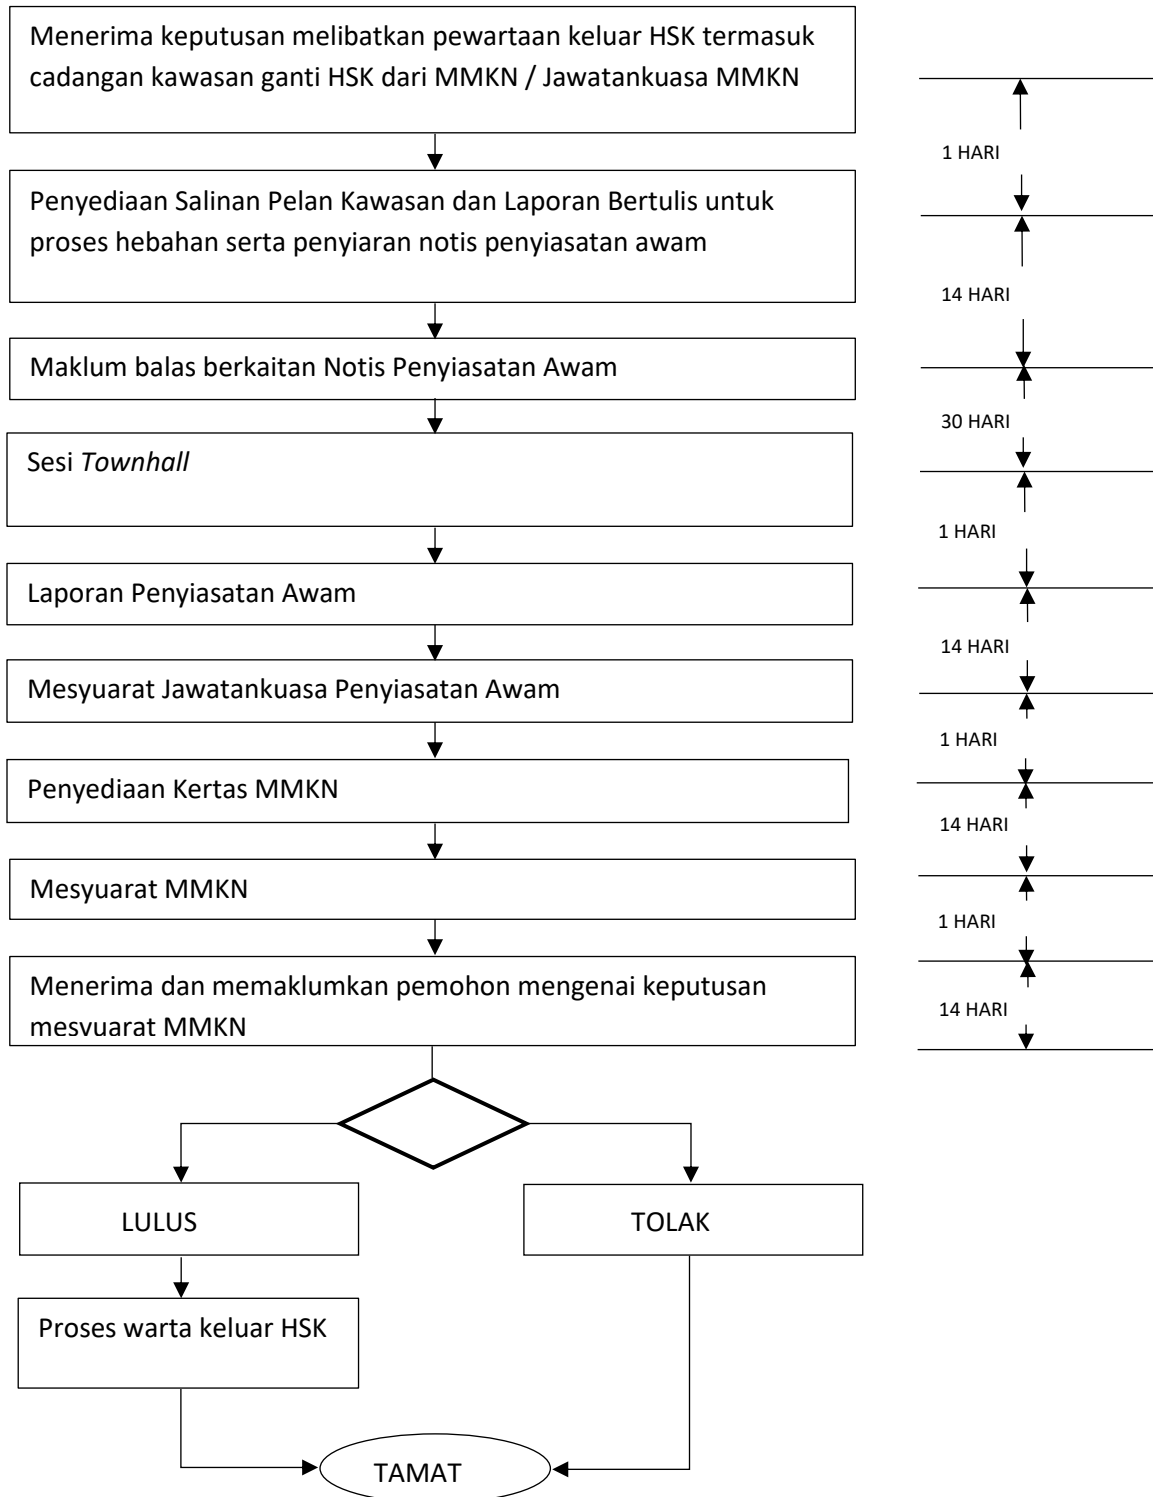 Menerima keputusan melibatkan pewartaan keluar HSK termasuk
cadangan kawasan ganti HSK dari MMKN / Jawatankuasa MMKN
1 HARI
Penyediaan Salinan Pelan Kawasan dan Laporan Bertulis untuk
proses hebahan serta penyiaran notis penyiasatan awam
14 HARI
Maklum balas berkaitan Notis Penyiasatan Awam
30 HARI
Sesi Townhall
1 HARI
Laporan Penyiasatan Awam
14 HARI
Mesyuarat Jawatankuasa Penyiasatan Awam
1 HARI
Penyediaan Kertas MMKN
14 HARI
Mesyuarat MMKN
1 HARI
Menerima dan memaklumkan pemohon mengenai keputusan
mesyuarat MMKN
14 HARI
LULUS
TOLAK
Proses warta keluar HSK
TAMAT